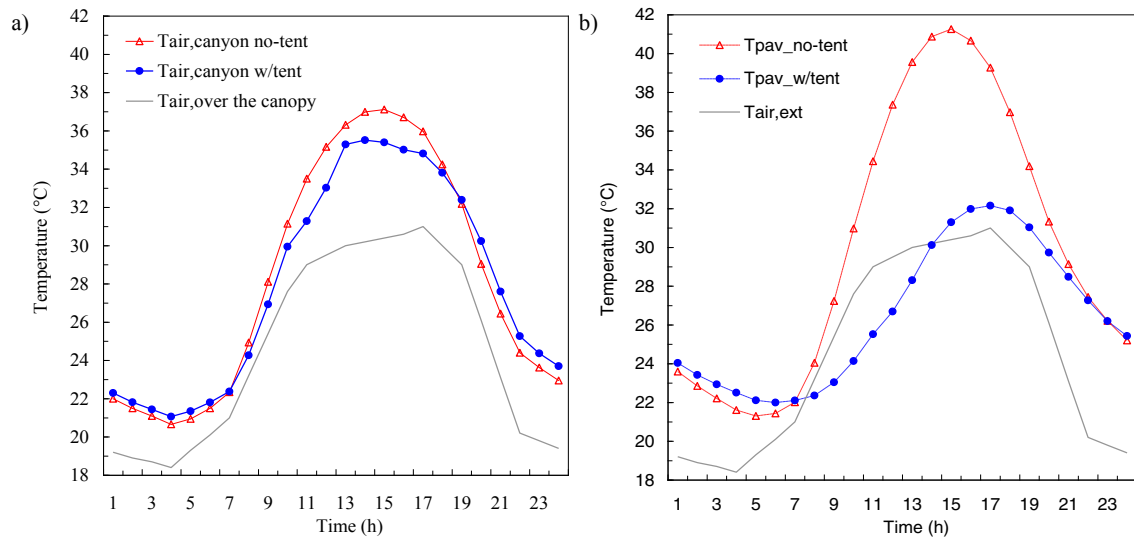 a)
Tair,canyon no-tent
Tair,canyon w/tent
Tair,over the canopy
Temperature (°C)
42
40
38
36
34
32
30
28
26
24
22
20
18
1 3 5 7 9 11 13 15 17 19 21 23
Time (h)
b)
Tpav_no-tent
Tpav_w/tent
Tair,ext
Temperature (°C)
42
40
38
36
34
32
30
28
26
24
22
20
18
1 3 5 7 9 11 13 15 17 19 21 23
Time (h)